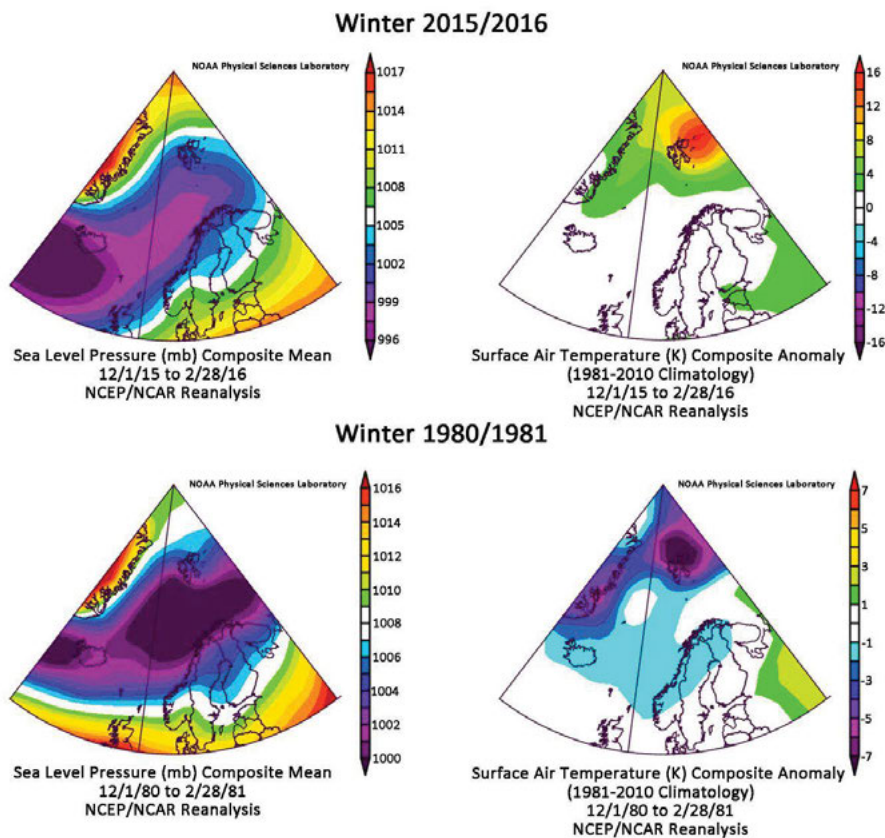 Winter 2015/2016
NOAA Physical Sciences Laboratory
1017
1014
1011
1008
1005
1002
999
996
Sea Level Pressure (mb) Composite Mean
12/1/15 to 2/28/16
NCEP/NCAR Reanalysis
NOAA Physical Sciences Laboratory
16
12
8
4
0
-4
-8
-12
-16
Surface Air Temperature (K) Composite Anomaly
(1981-2010 Climatology)
12/1/15 to 2/28/16
NCEP/NCAR Reanalysis
Winter 1980/1981
NOAA Physical Sciences Laboratory
1016
1014
1012
1010
1008
1006
1004
1002
1000
Sea Level Pressure (mb) Composite Mean
12/1/80 to 2/28/81
NCEP/NCAR Reanalysis
NOAA Physical Sciences Laboratory
7
5
3
1
-1
-3
-5
-7
Surface Air Temperature (K) Composite Anomaly
(1981-2010 Climatology)
12/1/80 to 2/28/81
NCEP/NCAR Reanalysis